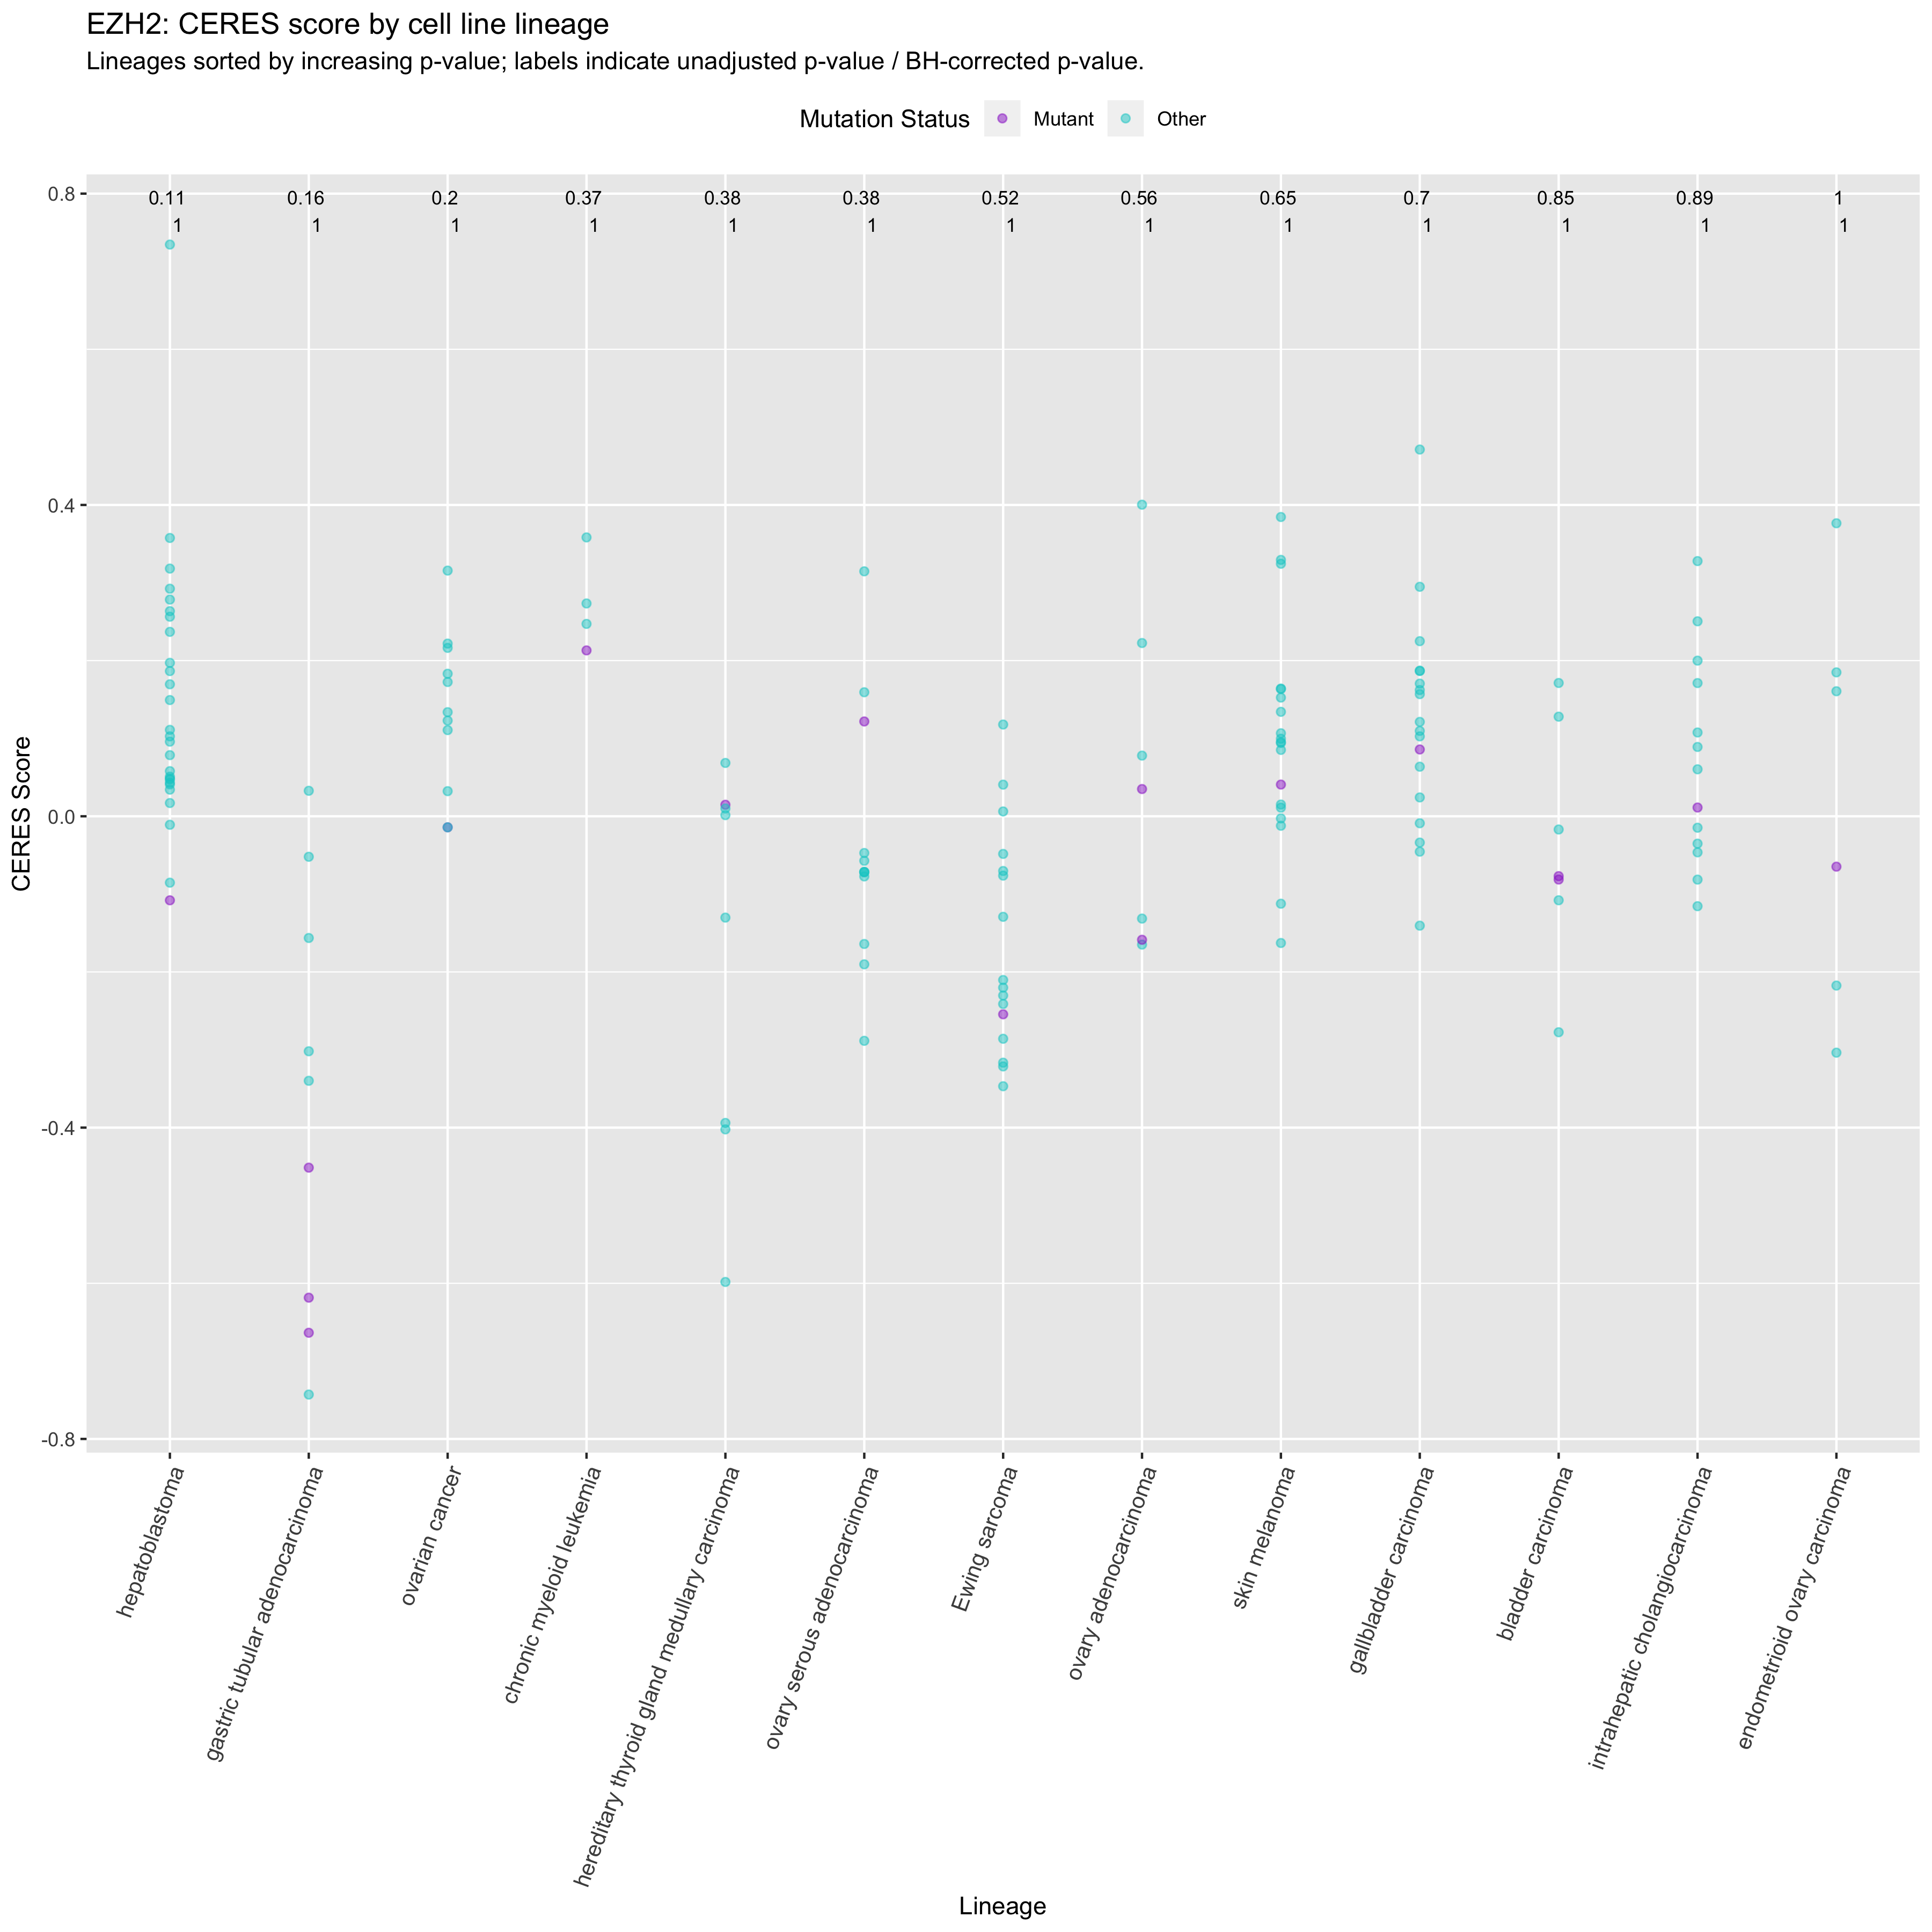 EZH2: CERES score by cell line lineage
Lineages sorted by increasing p-value; labels indicate unadjusted p-value / BH-corrected p-value.
Mutation Status Mutant Other
0.11 0.16 0.2 0.37 0.38 0.38 0.52 0.56 0.65 0.7 0.85 0.89 1
1 1 1 1 1 1 1 1 1 1 1 1 1
0.8
0.4
0.0
-0.4
-0.8
CERES Score
hepatoblastoma
gastric tubular adenocarcinoma
ovarian cancer
chronic myeloid leukemia
hereditary thyroid gland medullary carcinoma
ovary serous adenocarcinoma
Ewing sarcoma
ovary adenocarcinoma
skin melanoma
gallbladder carcinoma
bladder carcinoma
intrahepatic cholangiocarcinoma
endometrioid ovary carcinoma
Lineage